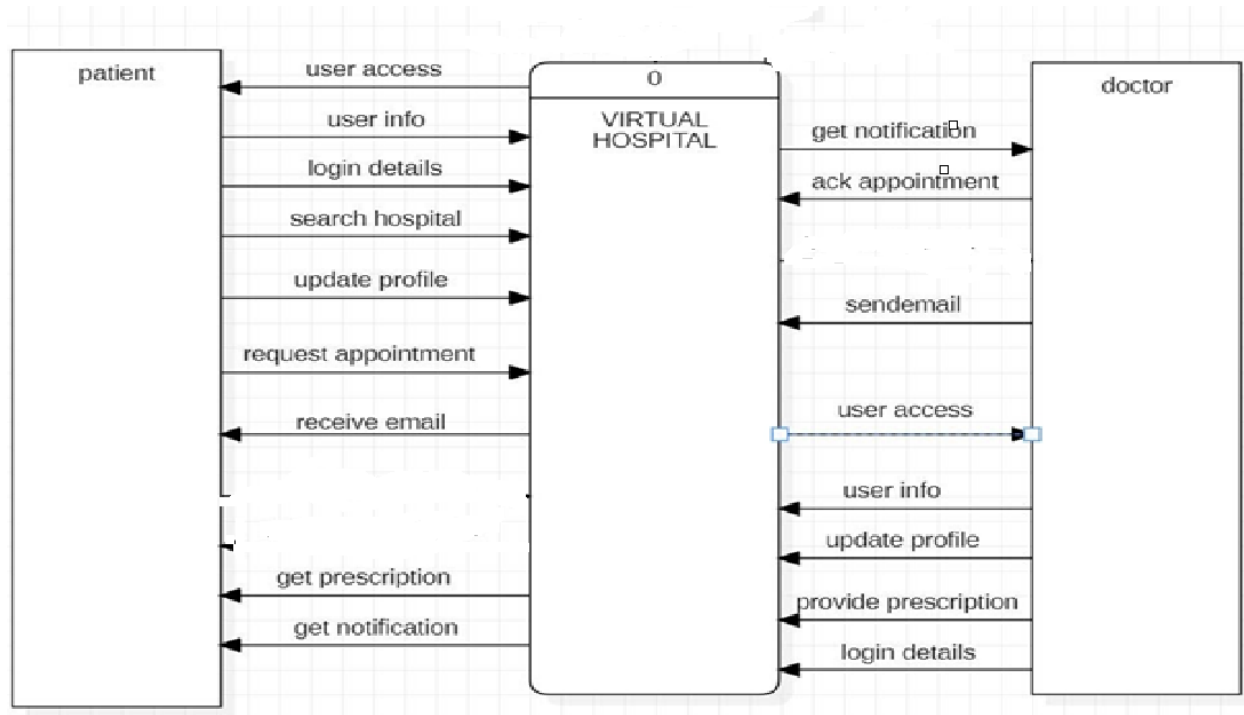 patient
user access
user info
login details
search hospital
update profile
request appointment
receive email
get prescription
get notification
0
VIRTUAL
HOSPITAL
doctor
get notification
ack appointment
sendemail
user access
user info
update profile
provide prescription
login details